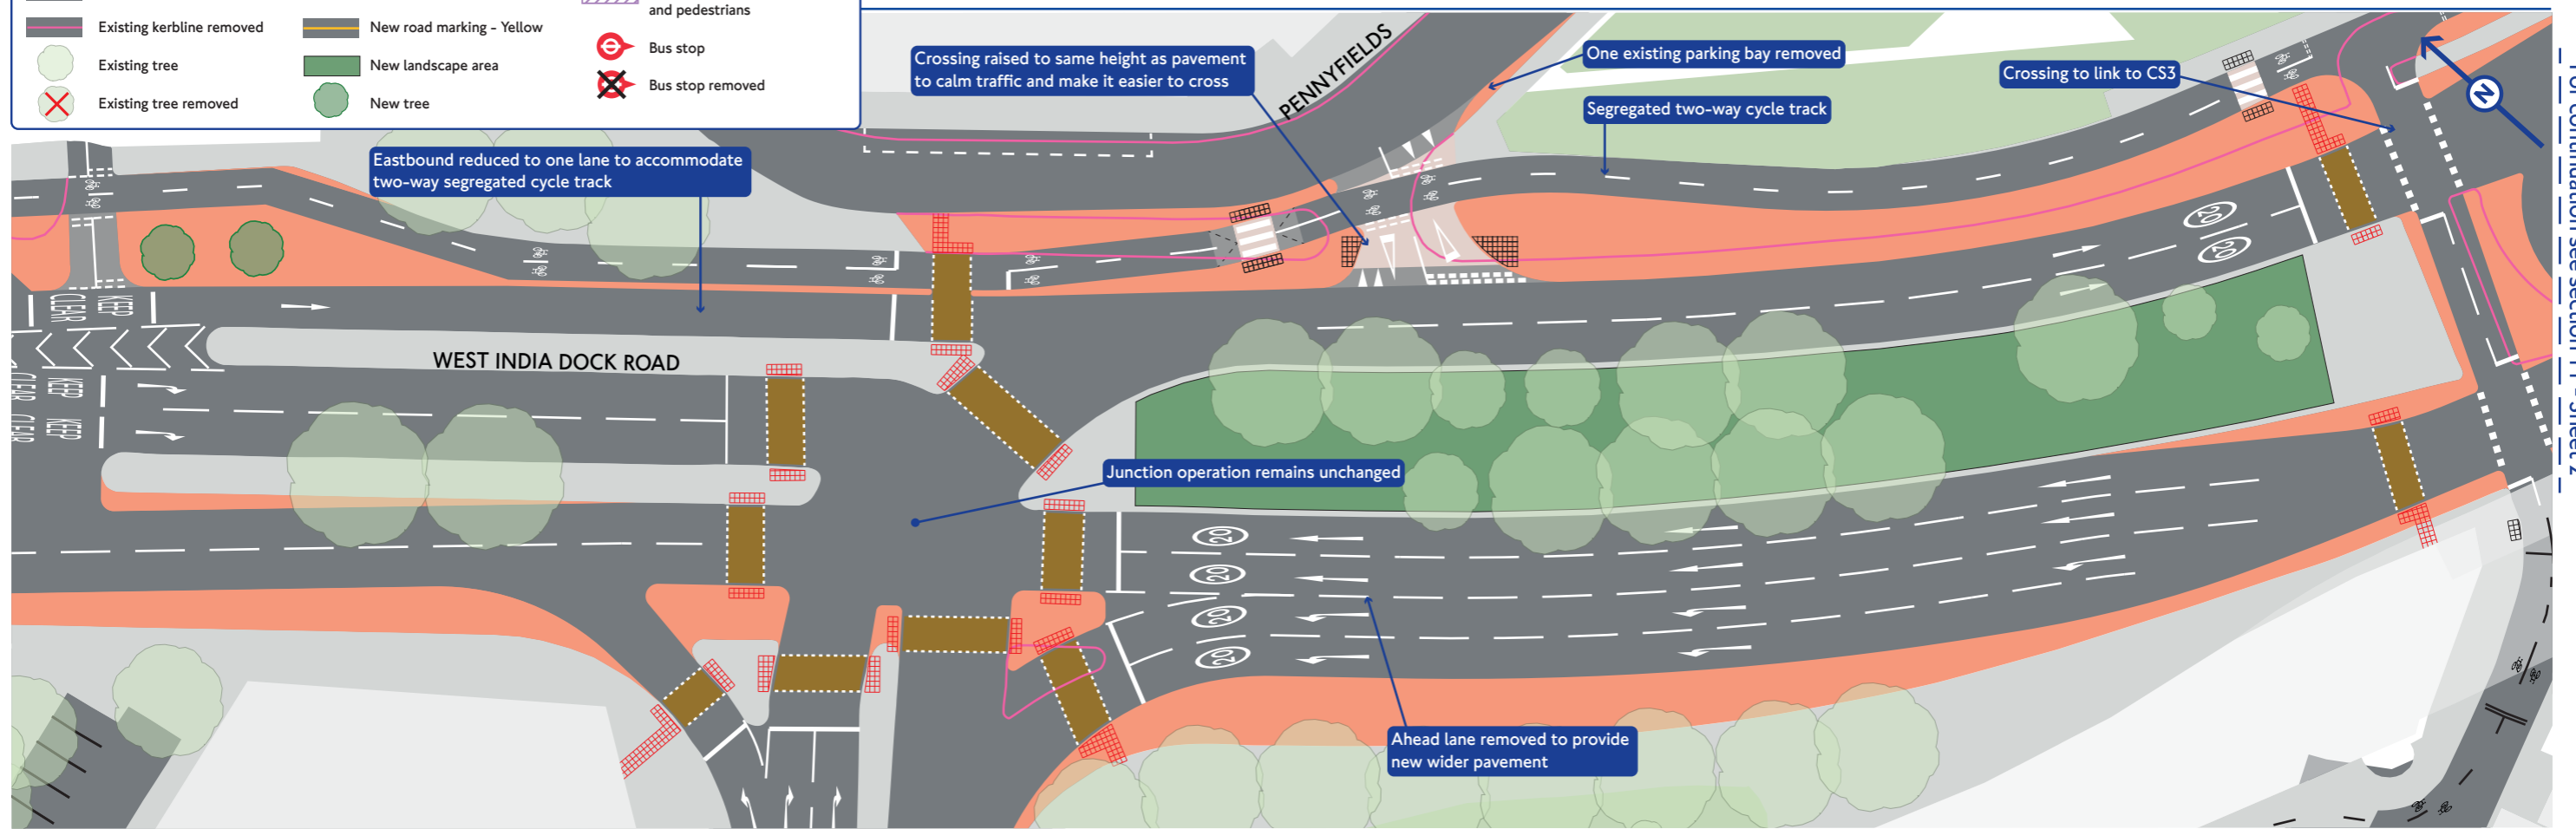 Existing kerbline removed
Existing tree
Existing tree removed
New road marking - Yellow
New landscape area
New tree
and pedestrians
Bus stop
Bus stop removed
Crossing raised to same height as pavement
to calm traffic and make it easier to cross
PENNYFIELDS
One existing parking bay removed
Segregated two-way cycle track
Crossing to link to CS3
N
Eastbound reduced to one lane to accommodate
two-way segregated cycle track
KEEP
CLEAR
WEST INDIA DOCK ROAD
KEEP
CLEAR
KEEP
CLEAR
20
20
Junction operation remains unchanged
20
20
20
20
Ahead lane removed to provide
new wider pavement